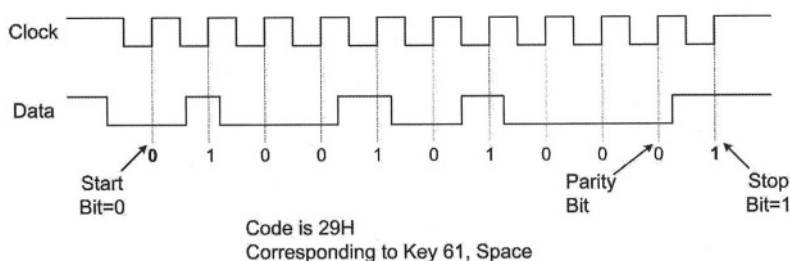 Clock
Data
0 1 0 0 1 0 1 0 0 0 1
Start
Bit=0
Parity
Bit
Stop
Bit=1
Code is 29H
Corresponding to Key 61, Space